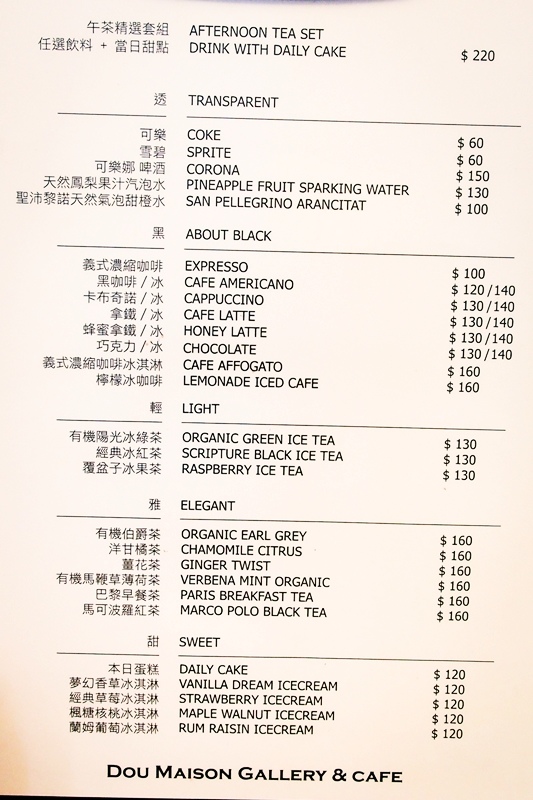 午茶精選套組 AFTERNOON TEA SET
任選飲料 + 當日甜點 DRINK WITH DAILY CAKE $ 220
透 TRANSPARENT
可樂 COKE $ 60
雪碧 SPRITE $ 60
可樂娜 啤酒 CORONA $ 150
天然鳳梨果汁汽泡水 PINEAPPLE FRUIT SPARKING WATER $ 130
聖沛黎諾天然氣泡甜橙水 SAN PELLEGRINO ARANCITAT $ 100
黑 ABOUT BLACK
義式濃縮咖啡 EXPRESSO $ 100
黑咖啡 / 冰 CAFE AMERICANO $ 120 / 140
卡布奇諾 / 冰 CAPPUCCINO $ 130 / 140
拿鐵 / 冰 CAFE LATTE $ 130 / 140
蜂蜜拿鐵 / 冰 HONEY LATTE $ 130 / 140
巧克力 / 冰 CHOCOLATE $ 130 / 140
義式濃縮咖啡冰淇淋 CAFE AFFOGATO $ 160
檸檬冰咖啡 LEMONADE ICED CAFE $ 160
輕 LIGHT
有機陽光冰綠茶 ORGANIC GREEN ICE TEA $ 130
經典冰紅茶 SCRIPTURE BLACK ICE TEA $ 130
覆盆子冰果茶 RASPBERRY ICE TEA $ 130
雅 ELEGANT
有機伯爵茶 ORGANIC EARL GREY $ 160
洋甘橘茶 CHAMOMILE CITRUS $ 160
薑花茶 GINGER TWIST $ 160
有機馬鞭草薄荷茶 VERBENA MINT ORGANIC $ 160
巴黎早餐茶 PARIS BREAKFAST TEA $ 160
馬可波羅紅茶 MARCO POLO BLACK TEA $ 160
甜 SWEET
本日蛋糕 DAILY CAKE $ 120
夢幻香草冰淇淋 VANILLA DREAM ICECREAM $ 120
經典草莓冰淇淋 STRAWBERRY ICECREAM $ 120
楓糖核桃冰淇淋 MAPLE WALNUT ICECREAM $ 120
蘭姆葡萄冰淇淋 RUM RAISIN ICECREAM $ 120
DOU MAISON GALLERY & CAFE